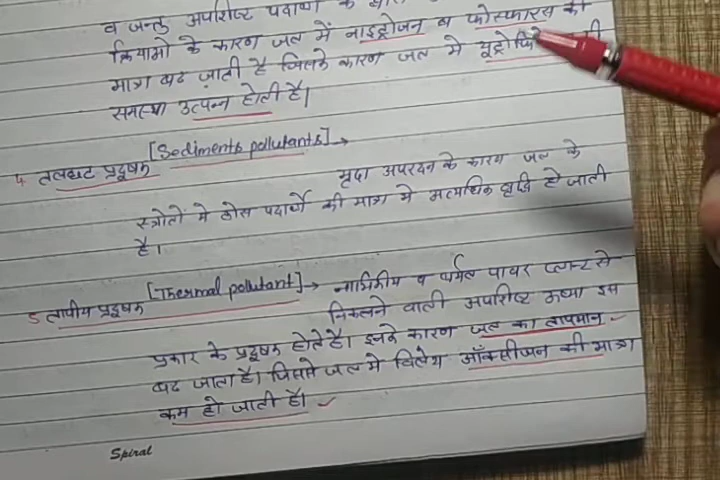 व जन्तु अपशिष्ट पदार्थो के
क्रियाओ के कारण जल में नाइट्रोजन व फोस्फोरस की
मात्रा बढ जाती है जिसके कारण जल मे
समस्या उत्पन्न होती है।
4 तलछट प्रदूषक [Sediments pollutants] →
मृदा अपरदन के कारण जल के
स्त्रोतो मे ठोस पदार्थो की मात्रा मे अत्यधिक वृद्धि हो जाती
है।
5 तापीय प्रदूषक [Thermal pollutant] → नाभिकीय व थर्मल पावर प्लान्ट से
निकलने वाली अपशिष्ट ऊष्मा इस
प्रकार के प्रदूषक होते है। इनके कारण जल का तापमान
बढ जाता है। जिससे जल मे विलेय ऑक्सीजन की मात्रा
कम हो जाती है।
Spiral